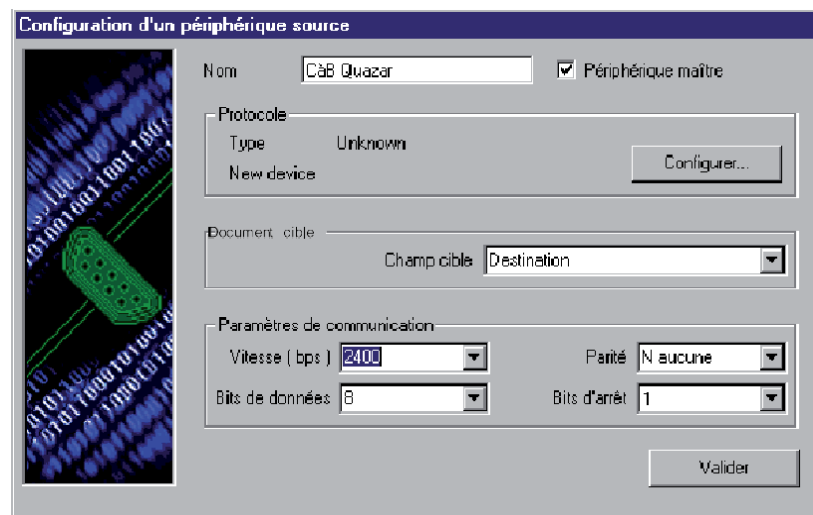 Configuration d'un périphérique source
Nom CàB Quazar Périphérique maître
Protocole
Type Unknown
New device Configurer...
Document cible
Champ cible Destination
Paramètres de communication
Vitesse ( bps ) 2400 Parité N aucune
Bits de données 8 Bits d'arrêt 1
Valider